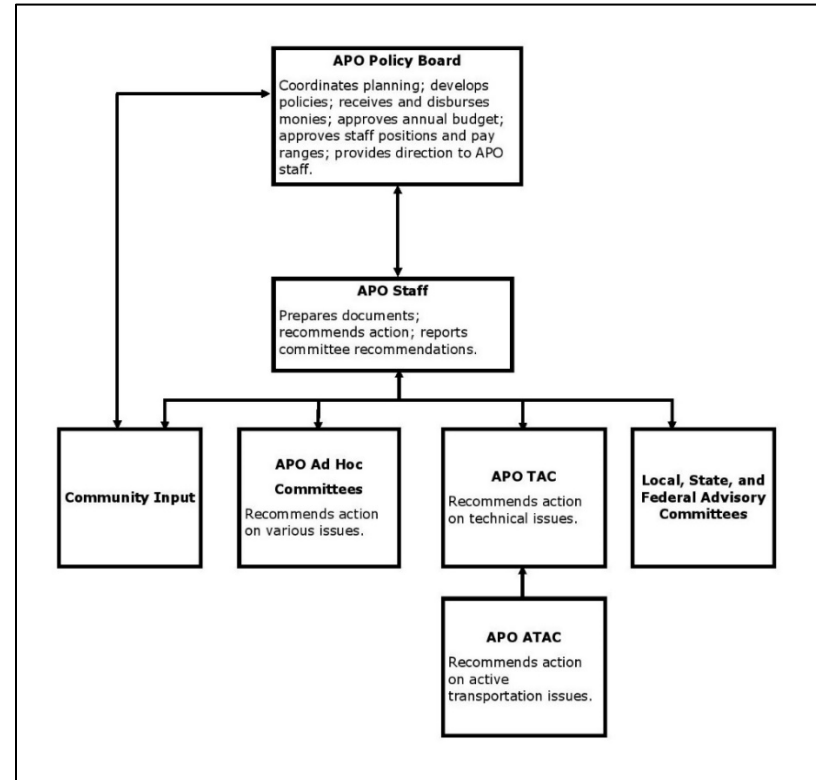 APO Policy Board
Coordinates planning; develops
policies; receives and disburses
monies; approves annual budget;
approves staff positions and pay
ranges; provides direction to APO
staff.
APO Staff
Prepares documents;
recommends action; reports
committee recommendations.
Community Input
APO Ad Hoc
Committees
Recommends action
on various issues.
APO TAC
Recommends action
on technical issues.
Local, State, and
Federal Advisory
Committees
APO ATAC
Recommends action
on active
transportation issues.